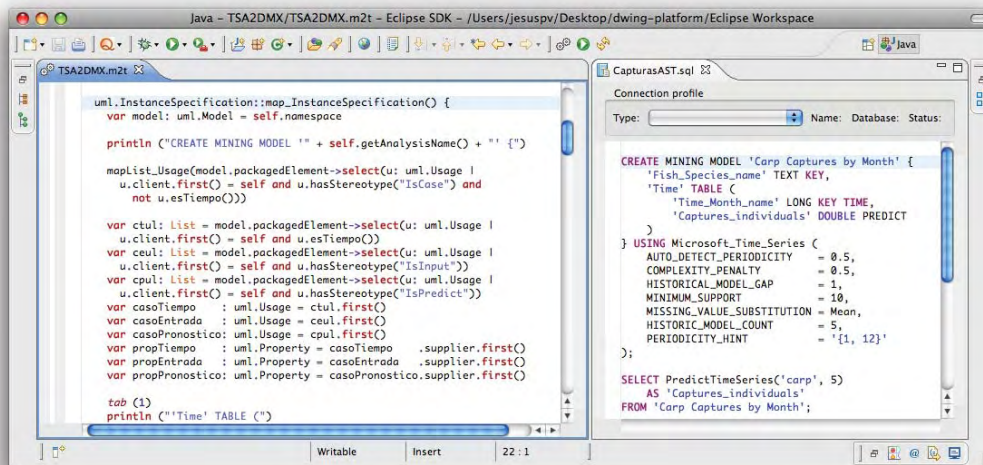 Java - TSA2DMX/TSA2DMX.m2t - Eclipse SDK - /Users/jesuspv/Desktop/dwing-platform/Eclipse Workspace
Java
TSA2DMX.m2t
uml.InstanceSpecification::map_InstanceSpecification() {
var model: uml.Model = self.namespace
println ("CREATE MINING MODEL '" + self.getAnalysisName() + "' {")
mapList_Usage(model.packagedElement->select(u: uml.Usage |
u.client.first() = self and u.hasStereotype("IsCase") and
not u.esTiempo()))
var ctul: List = model.packagedElement->select(u: uml.Usage |
u.client.first() = self and u.esTiempo())
var ceul: List = model.packagedElement->select(u: uml.Usage |
u.client.first() = self and u.hasStereotype("IsInput"))
var cpul: List = model.packagedElement->select(u: uml.Usage |
u.client.first() = self and u.hasStereotype("IsPredict"))
var casoTiempo : uml.Usage = ctul.first()
var casoEntrada : uml.Usage = ceul.first()
var casoPronostico: uml.Usage = cpul.first()
var propTiempo : uml.Property = casoTiempo .supplier.first()
var propEntrada : uml.Property = casoEntrada .supplier.first()
var propPronostico: uml.Property = casoPronostico.supplier.first()
tab (1)
println ("'Time' TABLE (")
CapturasAST.sql
Connection profile
Type: Name: Database: Status:
CREATE MINING MODEL 'Carp Captures by Month' {
'Fish_Species_name' TEXT KEY,
'Time' TABLE (
'Time_Month_name' LONG KEY TIME,
'Captures_individuals' DOUBLE PREDICT
)
} USING Microsoft_Time_Series (
AUTO_DETECT_PERIODICITY = 0.5,
COMPLEXITY_PENALTY = 0.5,
HISTORICAL_MODEL_GAP = 1,
MINIMUM_SUPPORT = 10,
MISSING_VALUE_SUBSTITUTION = Mean,
HISTORIC_MODEL_COUNT = 5,
PERIODICITY_HINT = '{1, 12}'
);
SELECT PredictTimeSeries('carp', 5)
AS 'Captures_individuals'
FROM 'Carp Captures by Month';
Writable
Insert
22 : 1